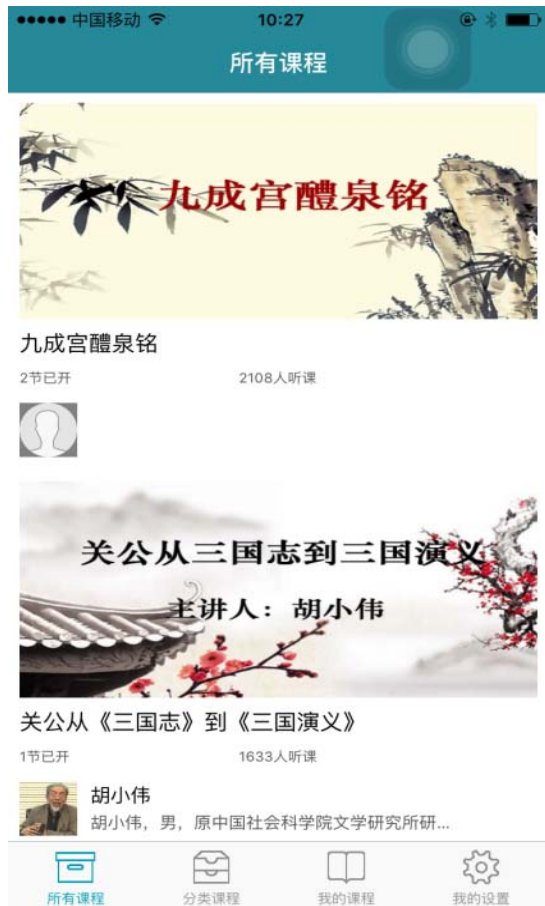 中国移动 10:27
所有课程
九成宫醴泉铭
九成宫醴泉铭
2节已开 2108人听课
关公从三国志到三国演义
主讲人：胡小伟
关公从《三国志》到《三国演义》
1节已开 1633人听课
胡小伟
胡小伟，男，原中国社会科学院文学研究所研...
所有课程 分类课程 我的课程 我的设置